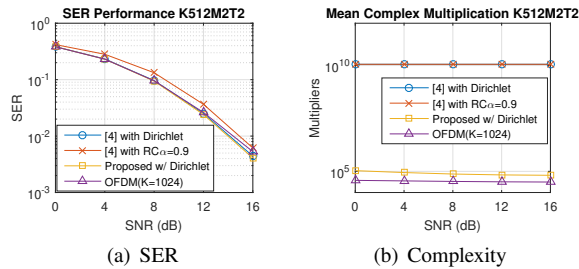 SER Performance K512M2T2
10^0
10^-1
10^-2
10^-3
SER
[4] with Dirichlet
[4] with RCα=0.9
Proposed w/ Dirichlet
OFDM(K=1024)
0 4 8 12 16
SNR (dB)
(a) SER
Mean Complex Multiplication K512M2T2
10^10
10^5
Multipliers
[4] with Dirichlet
[4] with RCα=0.9
Proposed w/ Dirichlet
OFDM(K=1024)
0 4 8 12 16
SNR (dB)
(b) Complexity